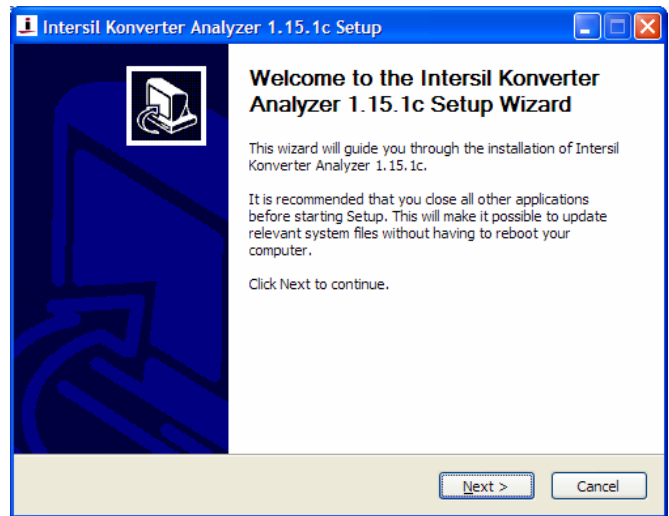 Intersil Konverter Analyzer 1.15.1c Setup
Welcome to the Intersil Konverter
Analyzer 1.15.1c Setup Wizard
This wizard will guide you through the installation of Intersil
Konverter Analyzer 1.15.1c.
It is recommended that you close all other applications
before starting Setup. This will make it possible to update
relevant system files without having to reboot your
computer.
Click Next to continue.
Next > Cancel